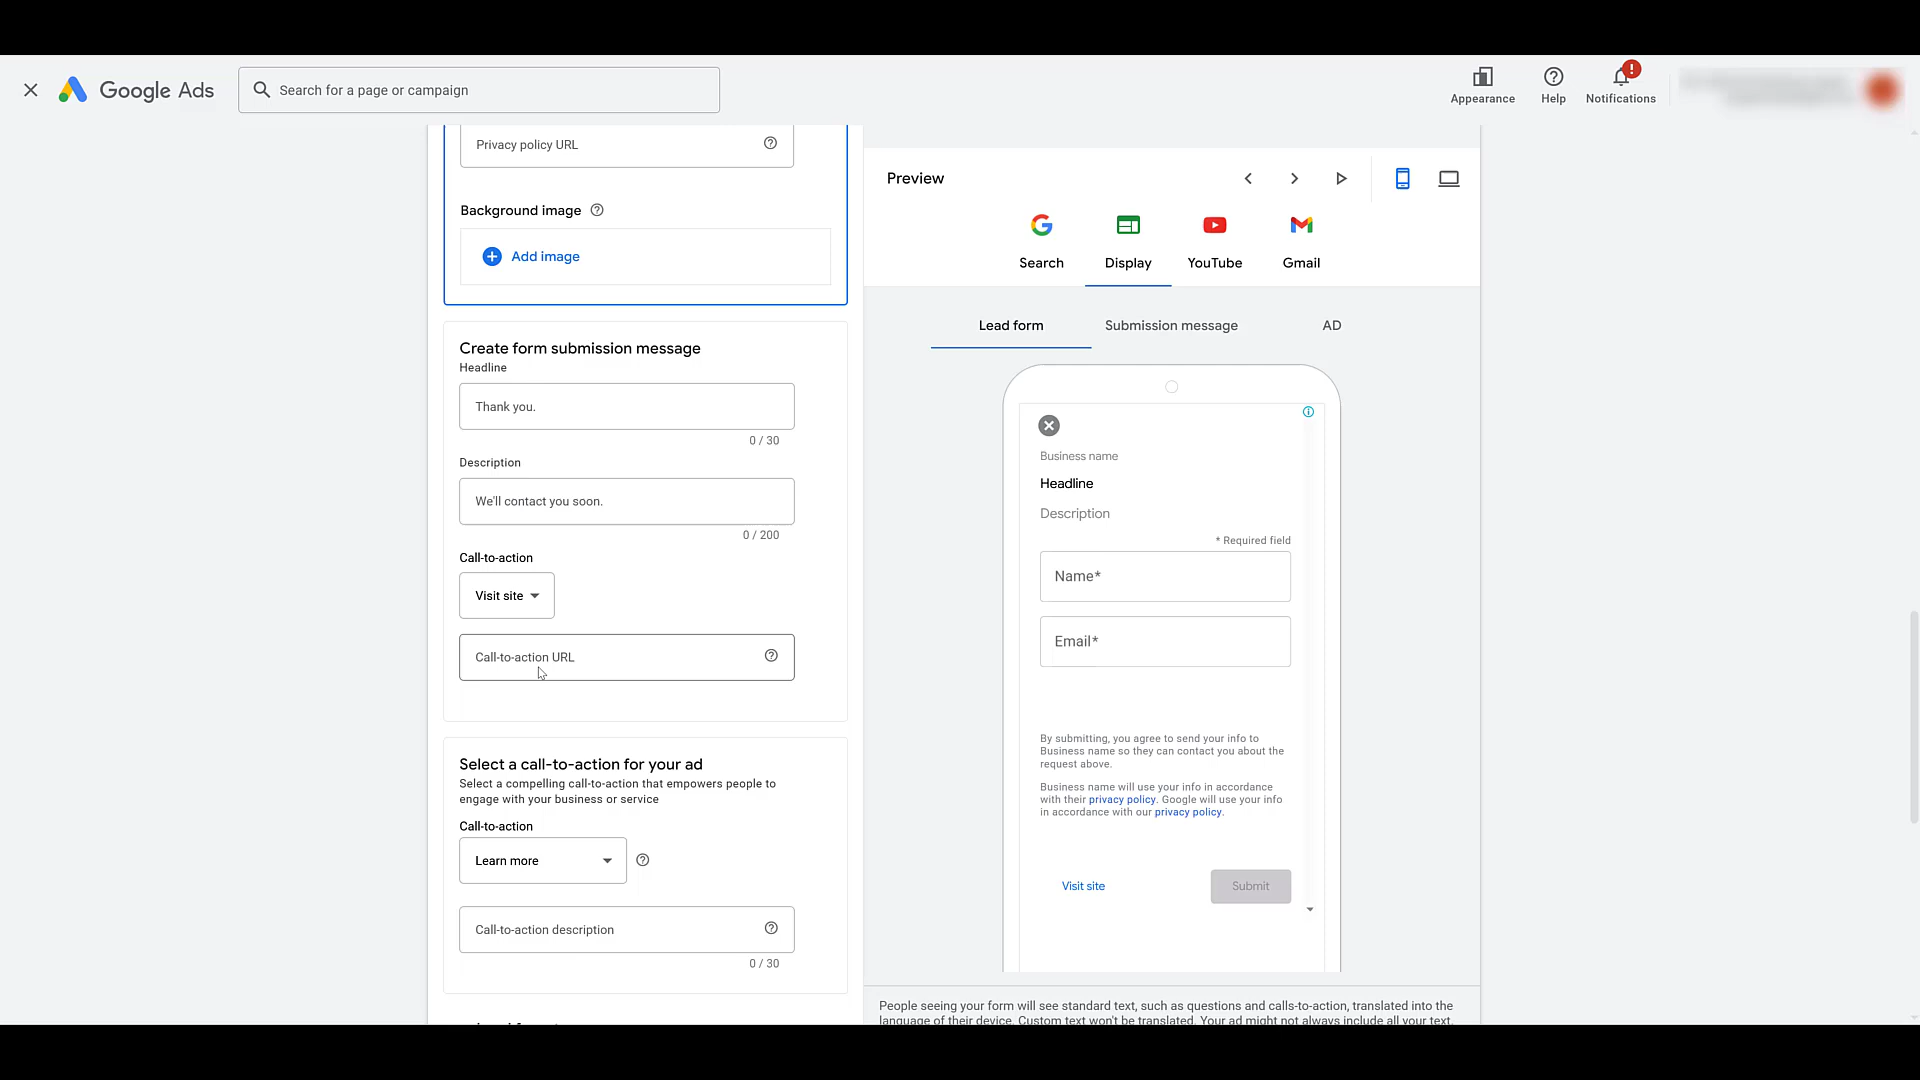 Google Ads
Search for a page or campaign
Appearance
Help
Notifications
Privacy policy URL
Background image
Add image
Create form submission message
Headline
Thank you.
0 / 30
Description
We'll contact you soon.
0 / 200
Call-to-action
Visit site
Call-to-action URL
Select a call-to-action for your ad
Select a compelling call-to-action that empowers people to
engage with your business or service
Call-to-action
Learn more
Call-to-action description
0 / 30
Preview
Search
Display
YouTube
Gmail
Lead form
Submission message
AD
Business name
Headline
Description
* Required field
Name*
Email*
By submitting, you agree to send your info to
Business name so they can contact you about the
request above.
Business name will use your info in accordance
with their privacy policy. Google will use your info
in accordance with our privacy policy.
Visit site
Submit
People seeing your form will see standard text, such as questions and calls-to-action, translated into the
language of their device. Custom text won't be translated. Your ad might not always include all your text.